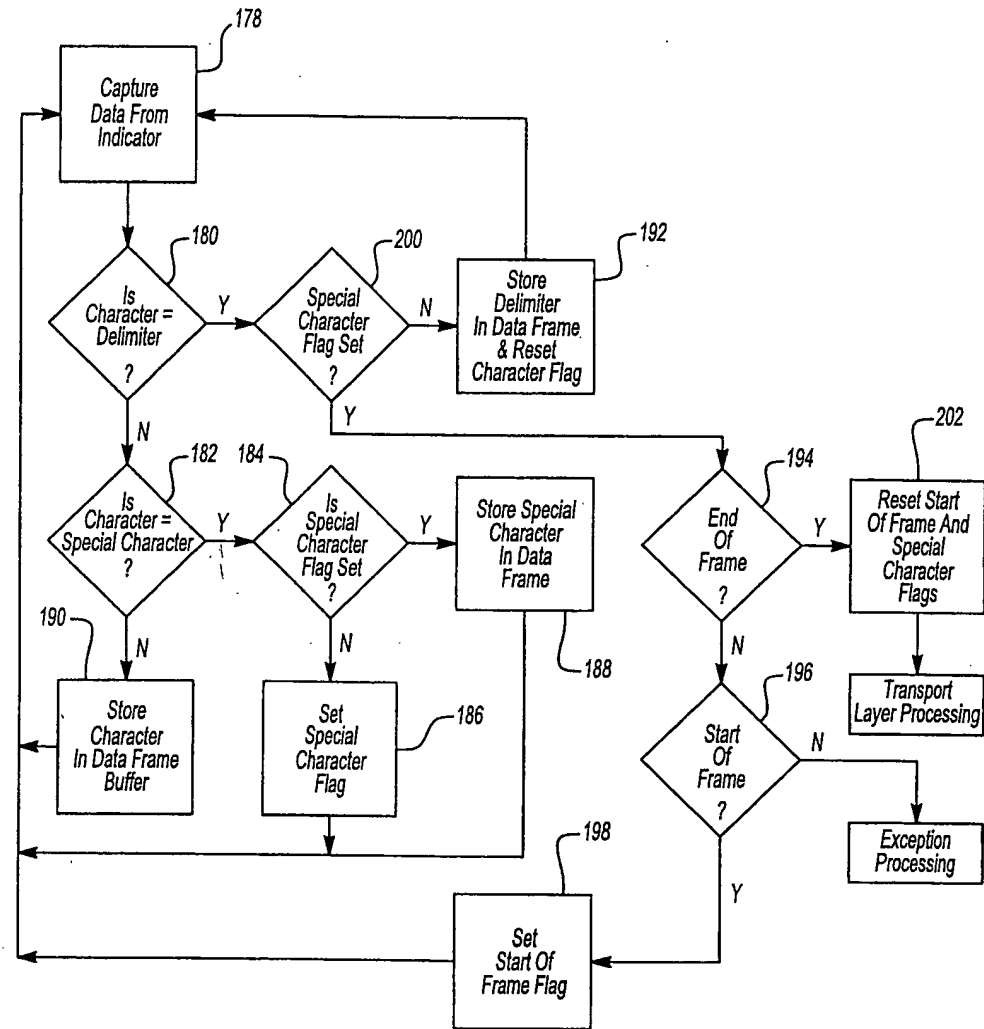 178
Capture
Data From
Indicator
180
Is
Character =
Delimiter
?
Y
N
200
Special
Character
Flag Set
?
N
Y
192
Store
Delimiter
In Data Frame
& Reset
Character Flag
182
Is
Character =
Special Character
?
Y
N
184
Is
Special
Character
Flag Set
?
Y
N
Store Special
Character
In Data
Frame
188
194
End
Of
Frame
?
Y
N
202
Reset Start
Of Frame And
Special
Character
Flags
Transport
Layer Processing
190
Store
Character
In Data Frame
Buffer
Set
Special
Character
Flag
186
196
Start
Of
Frame
?
N
Y
Exception
Processing
198
Set
Start Of
Frame Flag